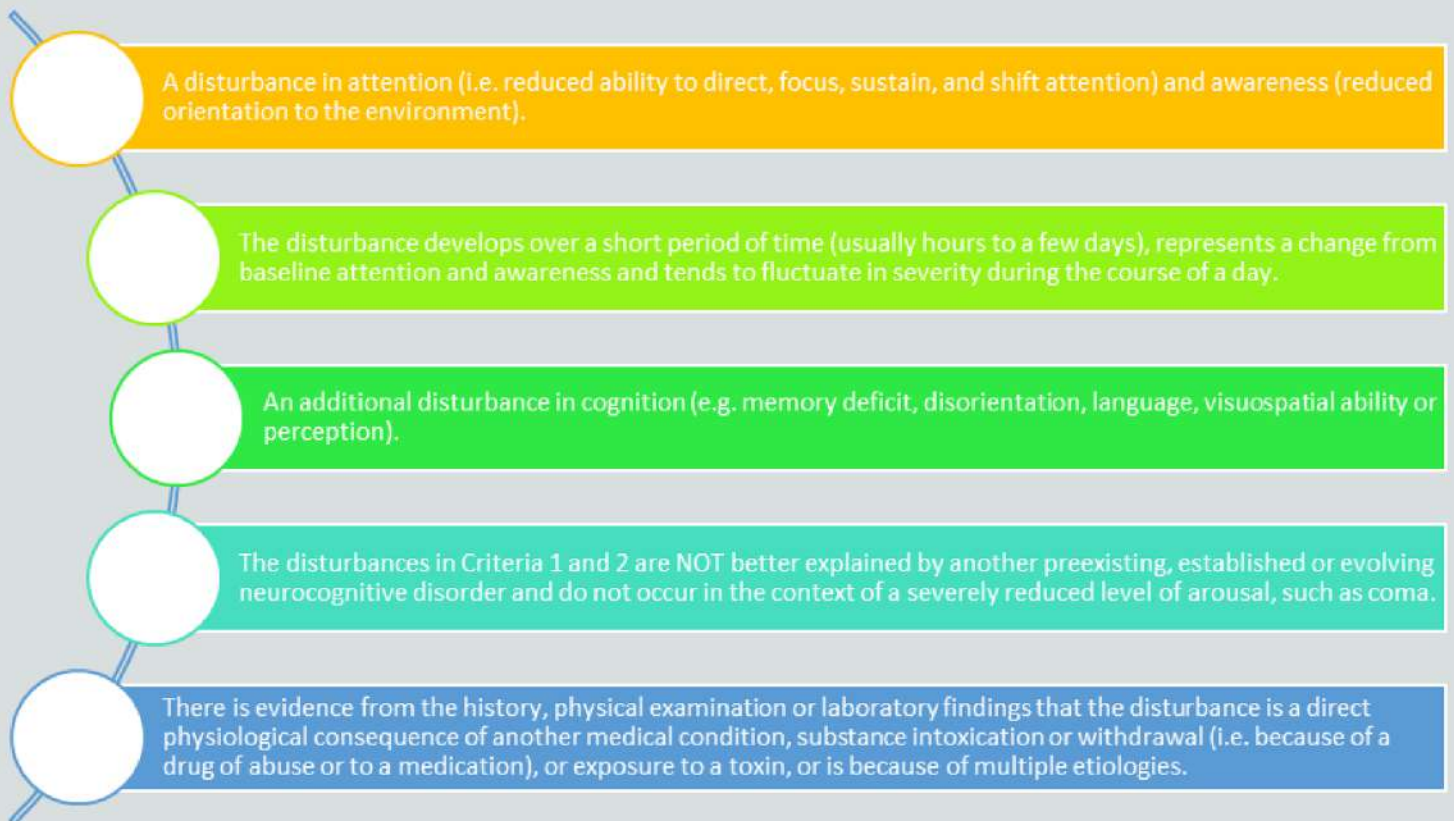 A disturbance in attention (i.e. reduced ability to direct, focus, sustain, and shift attention) and awareness (reduced
orientation to the environment).
The disturbance develops over a short period of time (usually hours to a few days), represents a change from
baseline attention and awareness and tends to fluctuate in severity during the course of a day.
An additional disturbance in cognition (e.g. memory deficit, disorientation, language, visuospatial ability or
perception).
The disturbances in Criteria 1 and 2 are NOT better explained by another preexisting, established or evolving
neurocognitive disorder and do not occur in the context of a severely reduced level of arousal, such as coma.
There is evidence from the history, physical examination or laboratory findings that the disturbance is a direct
physiological consequence of another medical condition, substance intoxication or withdrawal (i.e. because of a
drug of abuse or to a medication), or exposure to a toxin, or is because of multiple etiologies.